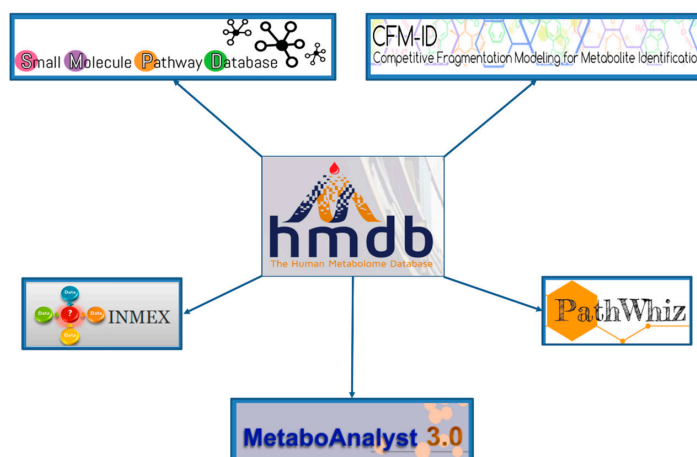 Small Molecule Pathway Database
CFM-ID
Competitive Fragmentation Modeling for Metabolite Identification
hmdb
The Human Metabolome Database
Data
Data ? Data
Data
INMEX
PathWhiz
MetaboAnalyst 3.0